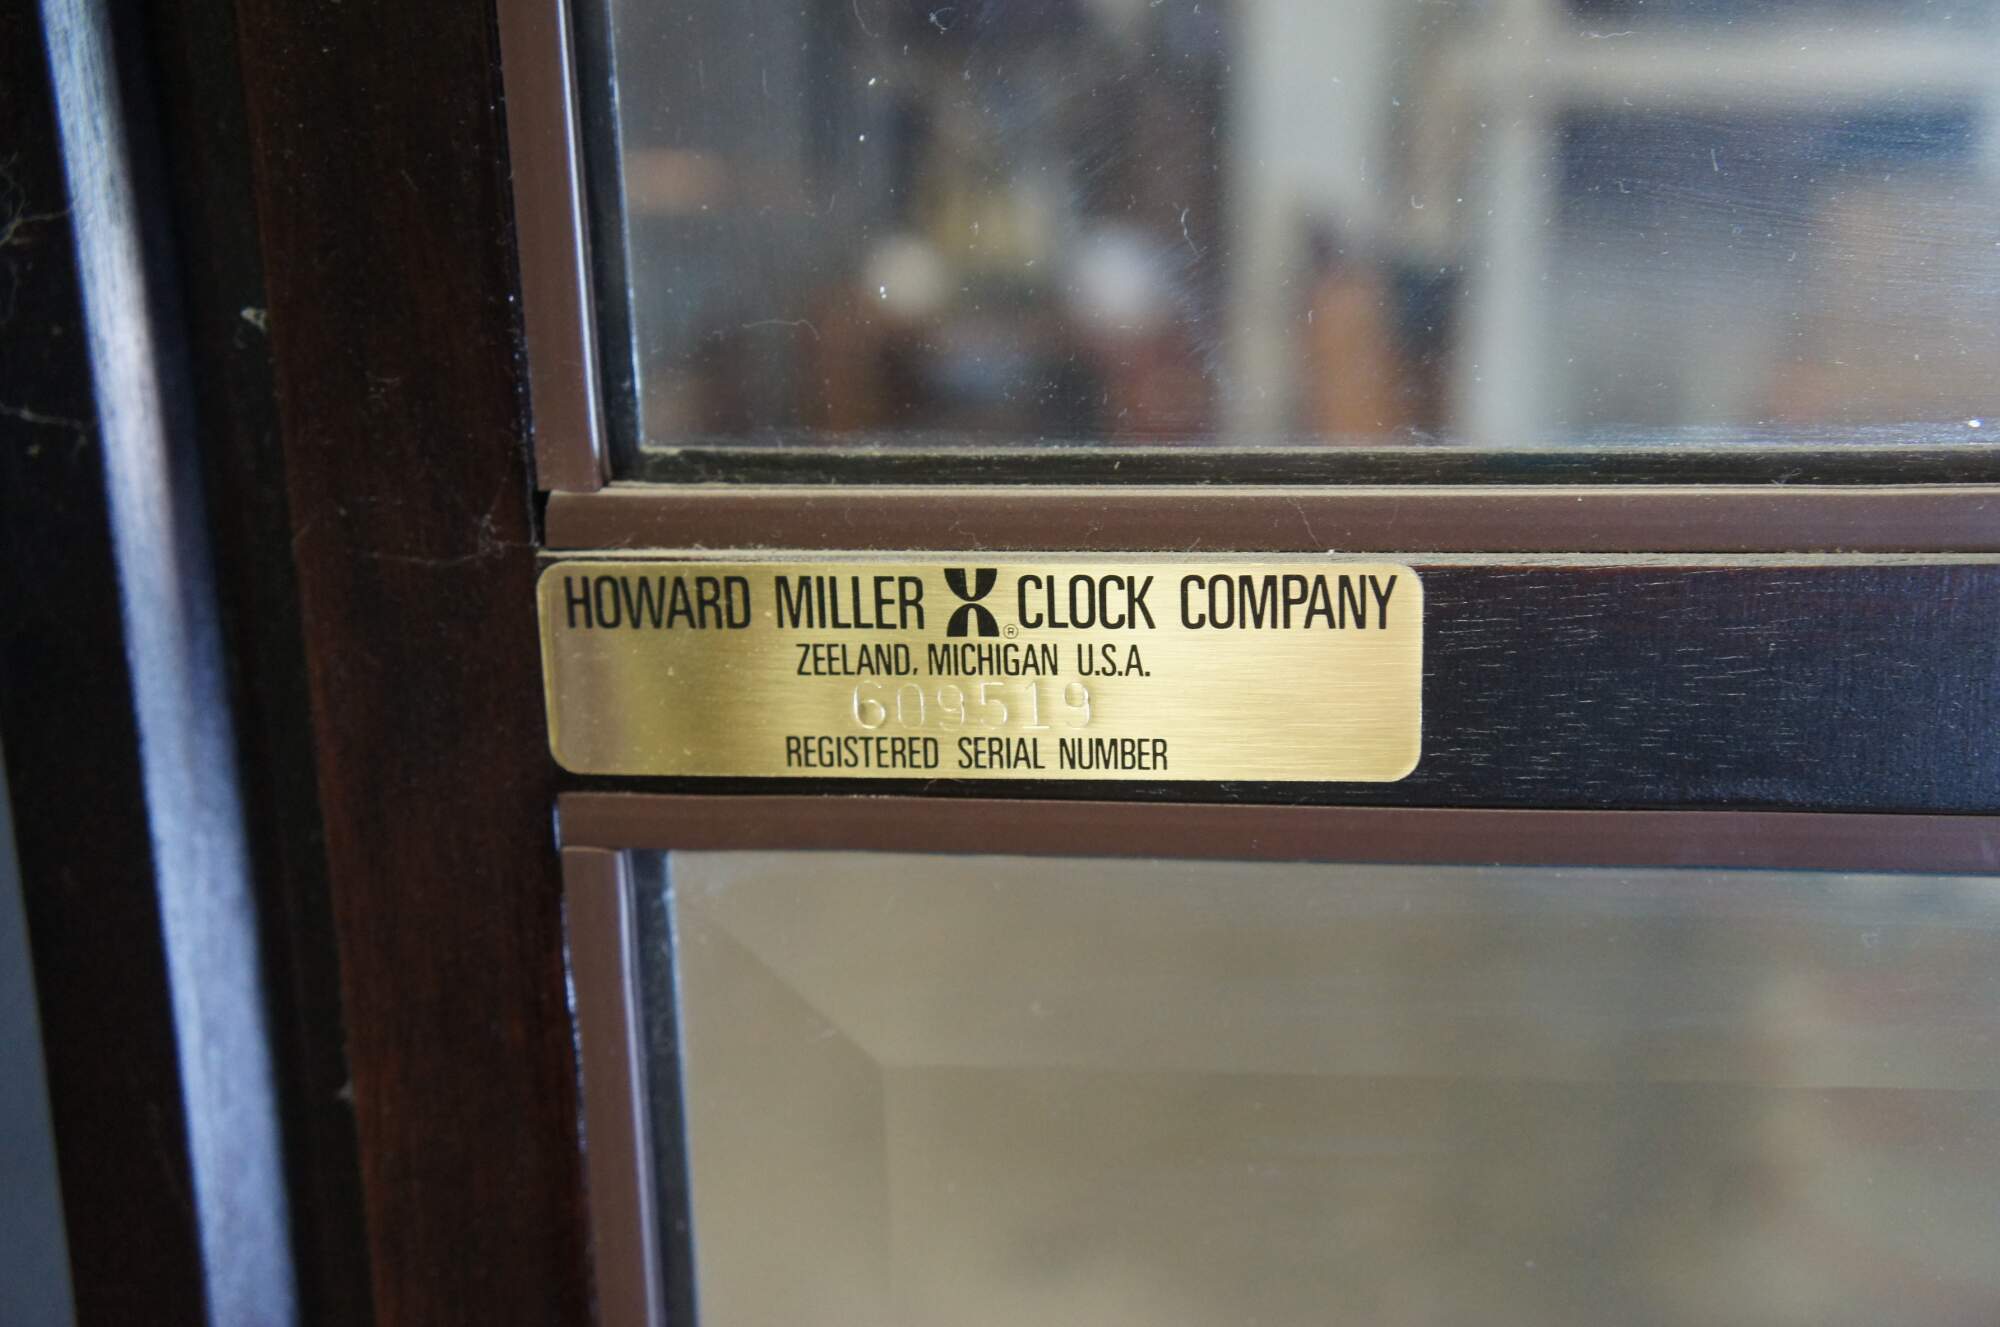 HOWARD MILLER ® CLOCK COMPANY
ZEELAND, MICHIGAN U.S.A.
609519
REGISTERED SERIAL NUMBER